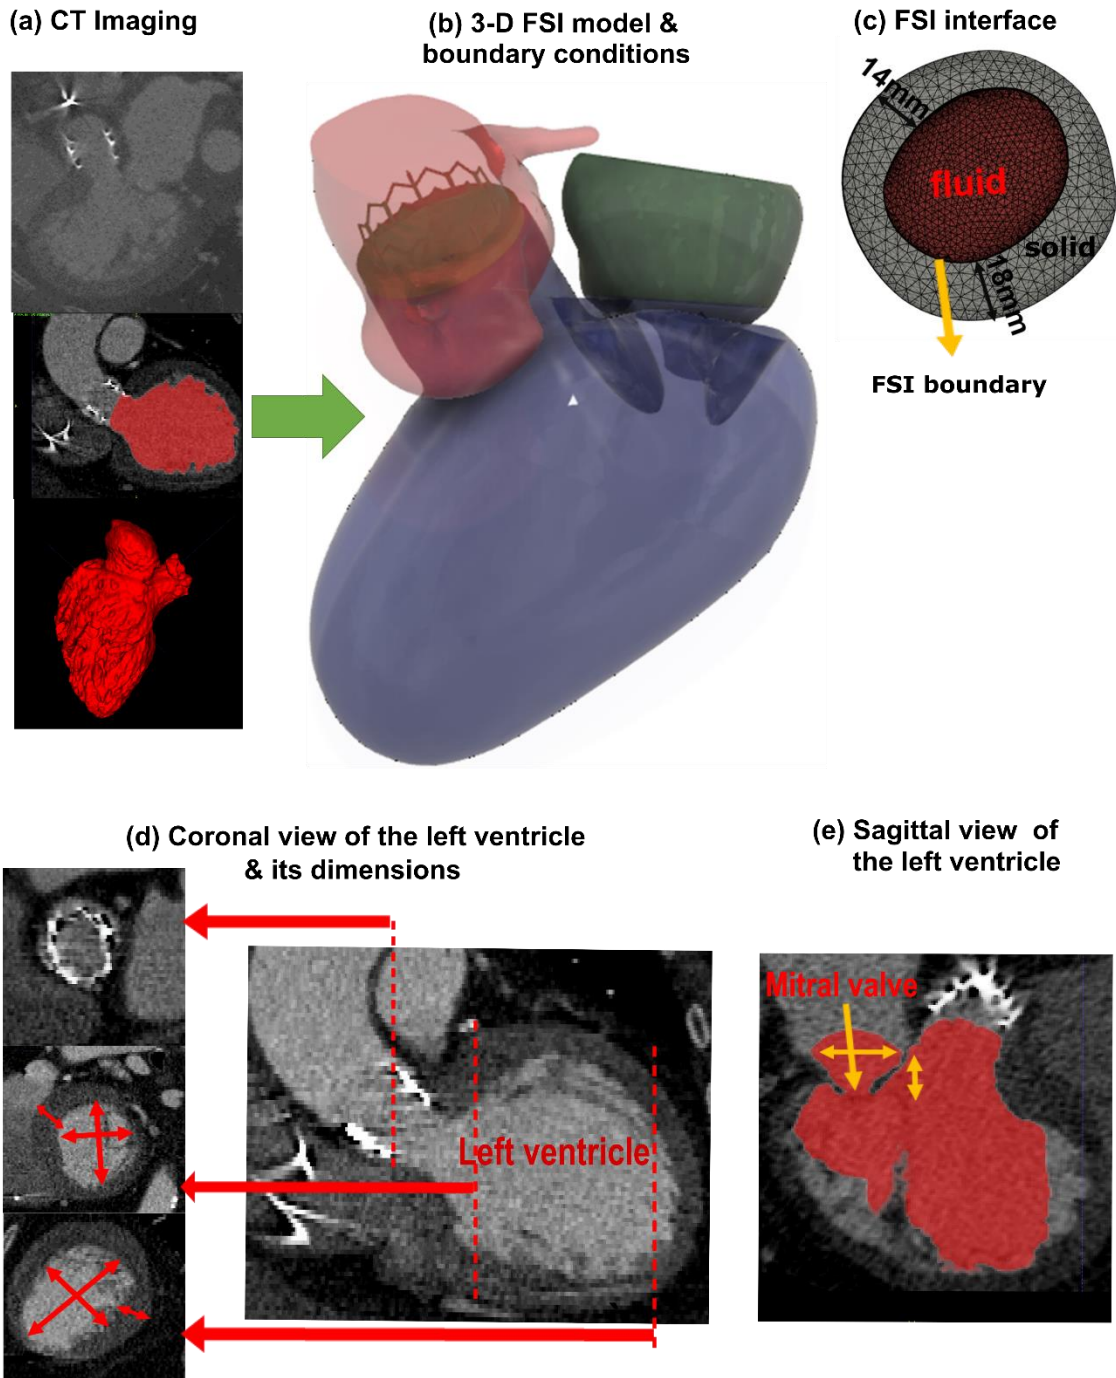 (a) CT Imaging
(b) 3-D FSI model &
boundary conditions
(c) FSI interface
14mm
fluid
solid
18mm
FSI boundary
(d) Coronal view of the left ventricle
& its dimensions
(e) Sagittal view of
the left ventricle
Left ventricle
Mitral valve